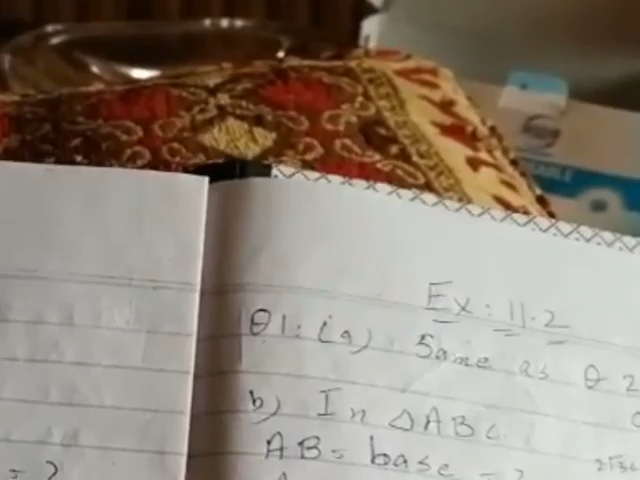 = ?
Ex: 11.2
Q1: (a) Same as Q 2
b) In △ABC
AB = base = ?